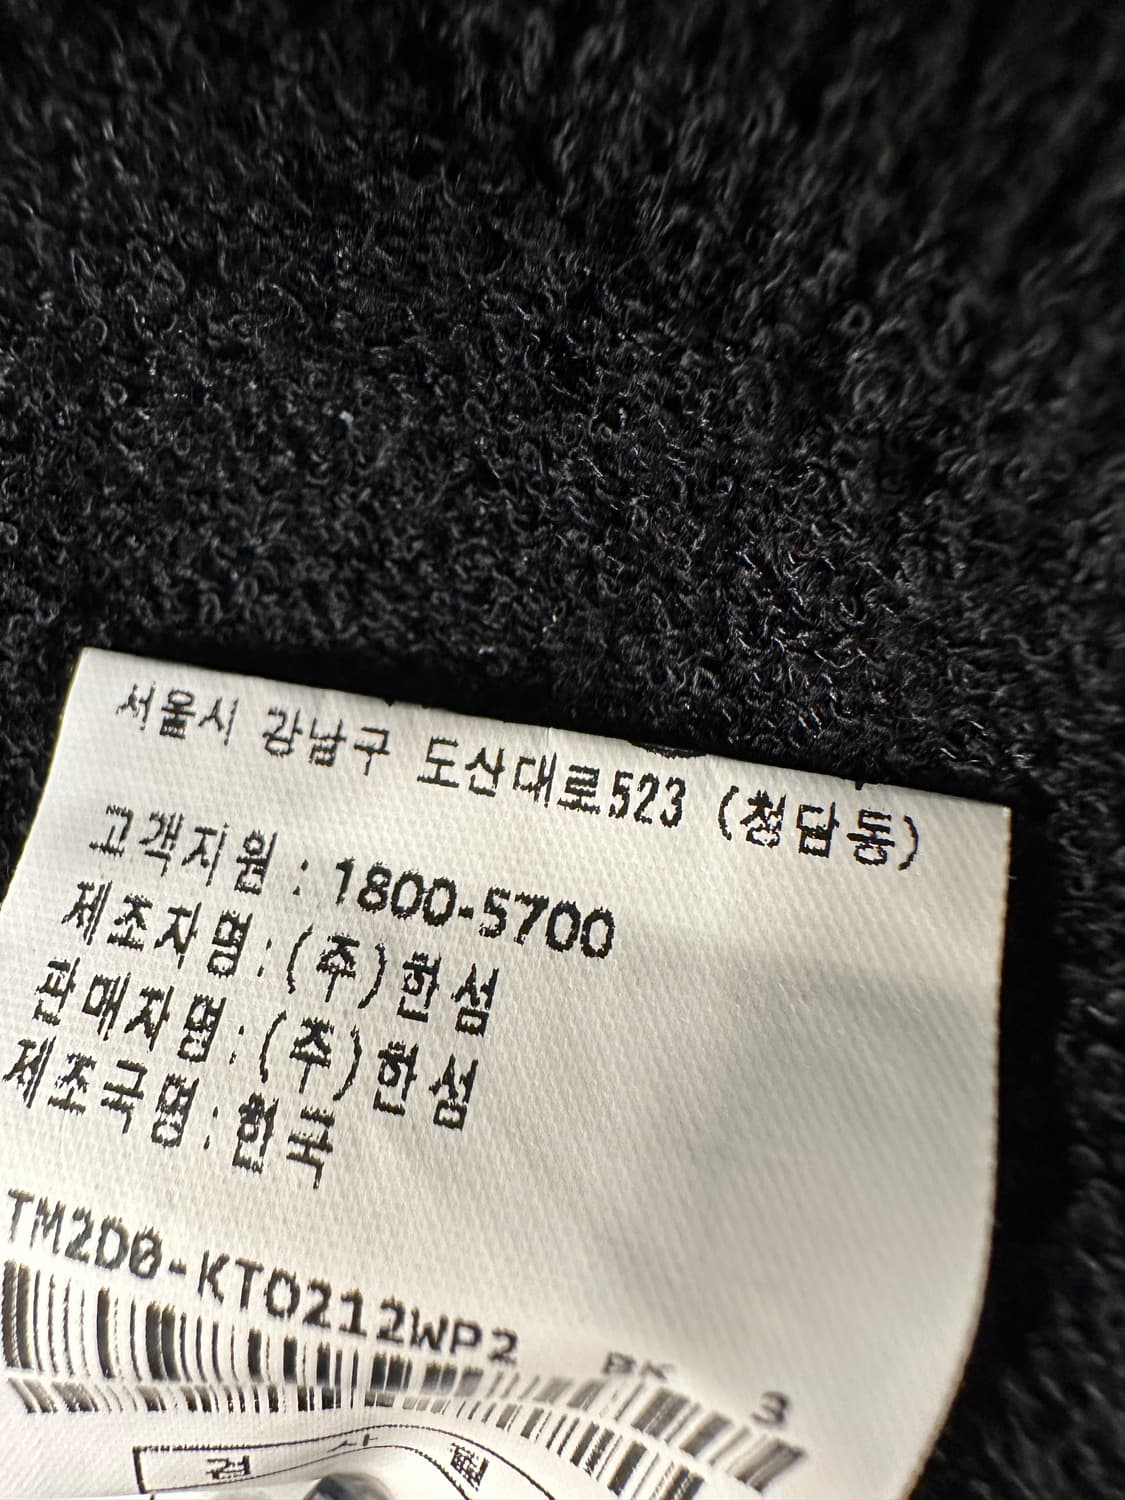 서울시 강남구 도산대로523 (청담동)
고객지원 : 1800-5700
제조자명:(주)한섬
판매자명:(주)한섬
제조국명:한국
TM2D0-KTO212WP2 BK 3